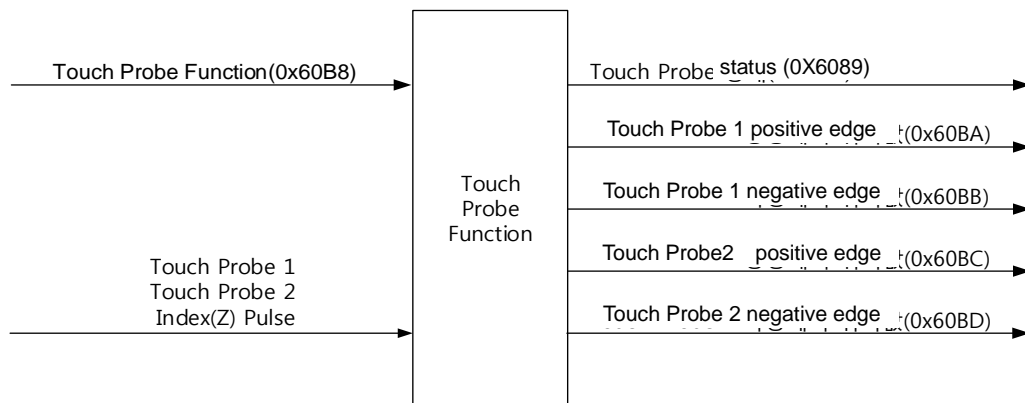 Touch Probe Function(0x60B8)
Touch Probe 1
Touch Probe 2
Index(Z) Pulse
Touch
Probe
Function
Touch Probe status (0X6089)
Touch Probe 1 positive edge (0x60BA)
Touch Probe 1 negative edge (0x60BB)
Touch Probe2 positive edge (0x60BC)
Touch Probe 2 negative edge (0x60BD)